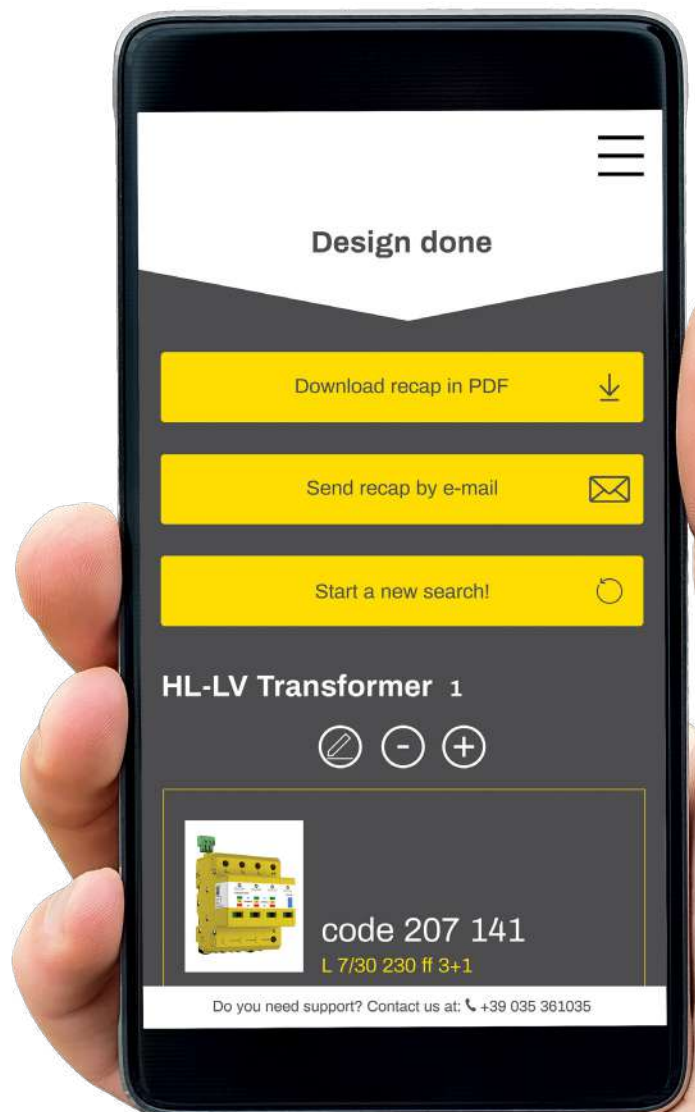 Design done
Download recap in PDF
Send recap by e-mail
Start a new search!
HL-LV Transformer 1
code 207 141
L 7/30 230 ff 3+1
Do you need support? Contact us at: +39 035 361035